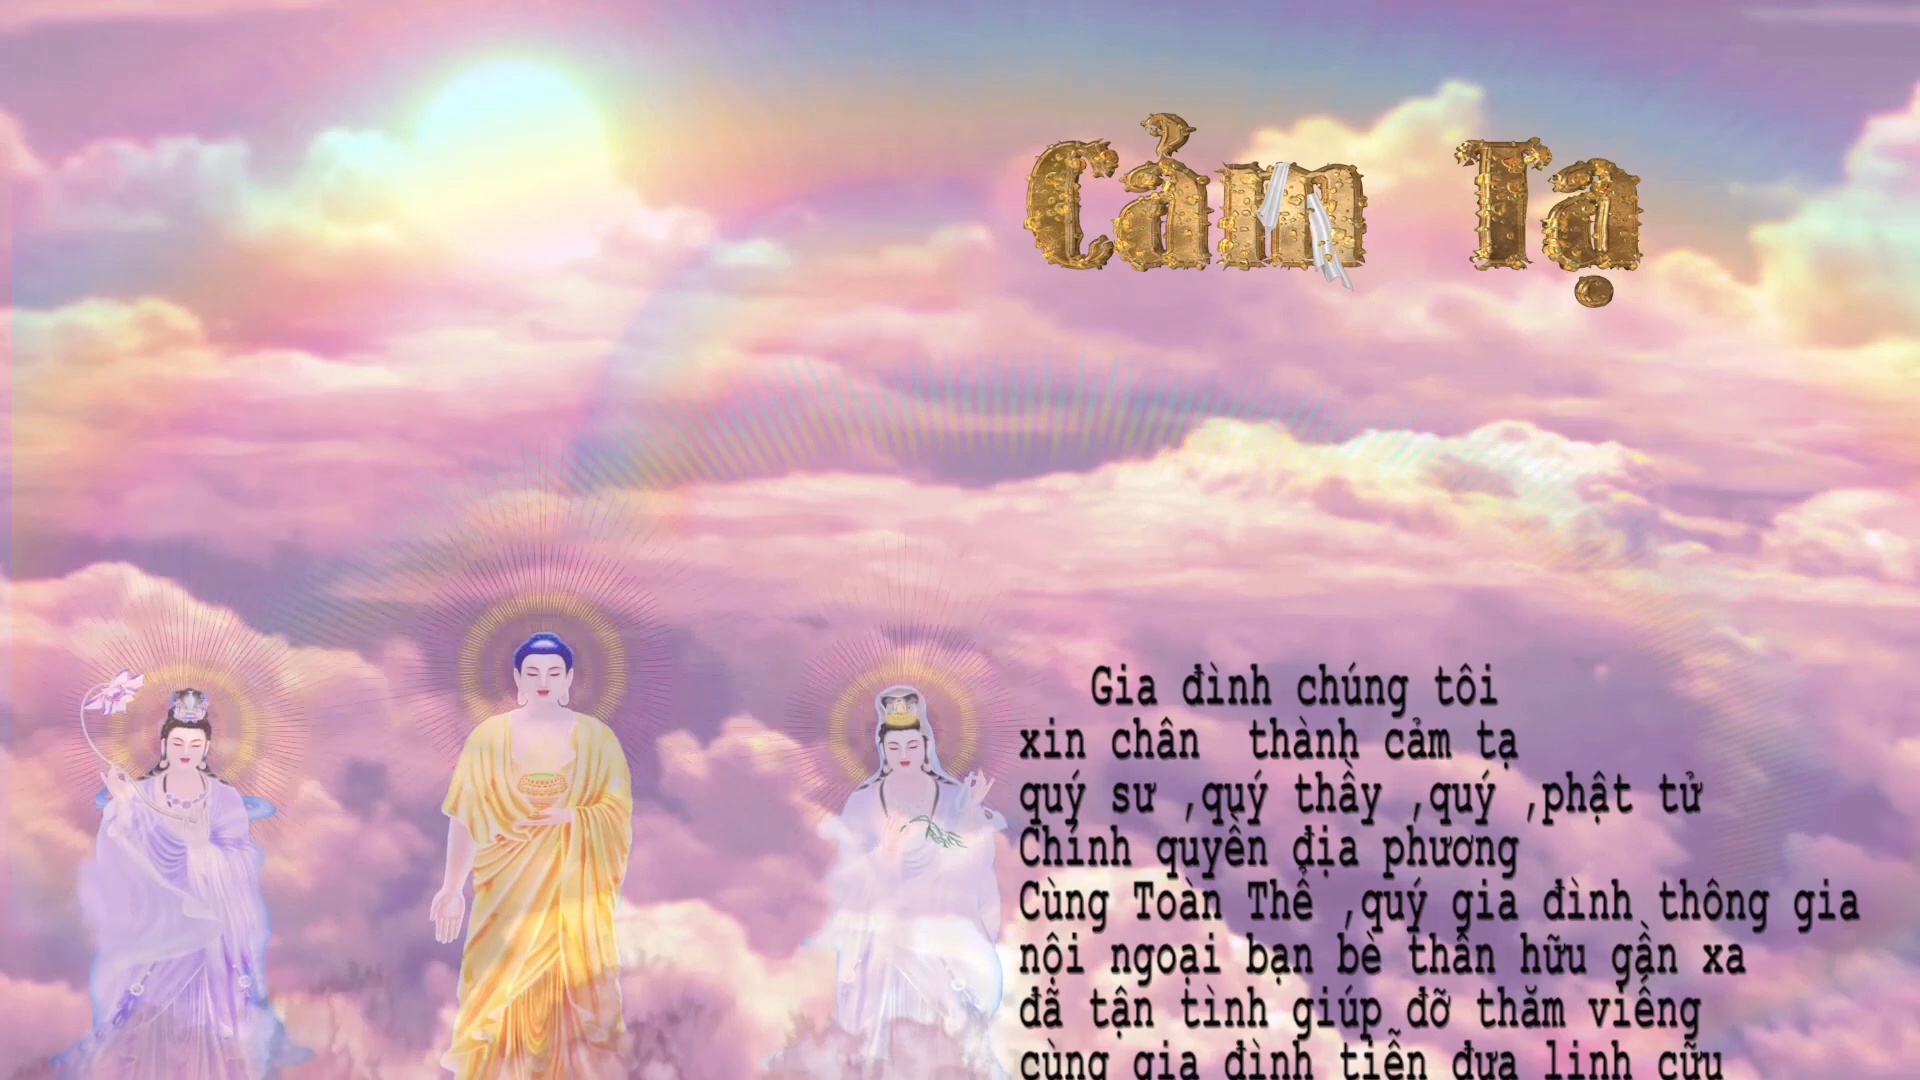 Cảm Tạ
Gia đình chúng tôi
xin chân thành cảm tạ
quý sư ,quý thầy ,quý ,phật tử
Chính quyền địa phương
Cùng Toàn Thể ,quý gia đình thông gia
nội ngoại bạn bè thân hữu gần xa
đã tận tình giúp đỡ thăm viếng
cùng gia đình tiễn đưa linh cữu